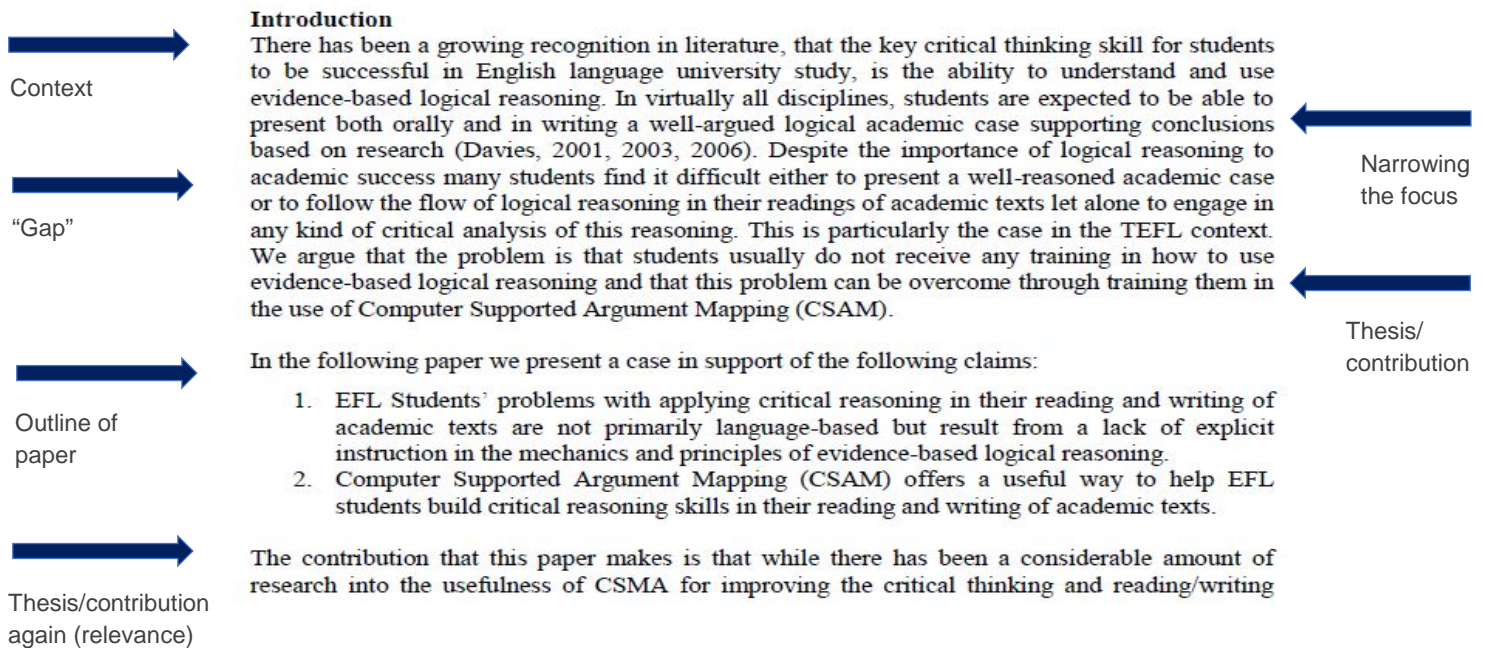 Introduction
There has been a growing recognition in literature, that the key critical thinking skill for students
to be successful in English language university study, is the ability to understand and use
evidence-based logical reasoning. In virtually all disciplines, students are expected to be able to
present both orally and in writing a well-argued logical academic case supporting conclusions
based on research (Davies, 2001, 2003, 2006). Despite the importance of logical reasoning to
academic success many students find it difficult either to present a well-reasoned academic case
or to follow the flow of logical reasoning in their readings of academic texts let alone to engage in
any kind of critical analysis of this reasoning. This is particularly the case in the TEFL context.
We argue that the problem is that students usually do not receive any training in how to use
evidence-based logical reasoning and that this problem can be overcome through training them in
the use of Computer Supported Argument Mapping (CSAM).
In the following paper we present a case in support of the following claims:
1. EFL Students' problems with applying critical reasoning in their reading and writing of
academic texts are not primarily language-based but result from a lack of explicit
instruction in the mechanics and principles of evidence-based logical reasoning.
2. Computer Supported Argument Mapping (CSAM) offers a useful way to help EFL
students build critical reasoning skills in their reading and writing of academic texts.
The contribution that this paper makes is that while there has been a considerable amount of
research into the usefulness of CSMA for improving the critical thinking and reading/writing
Context
"Gap"
Outline of
paper
Thesis/contribution
again (relevance)
Narrowing
the focus
Thesis/
contribution